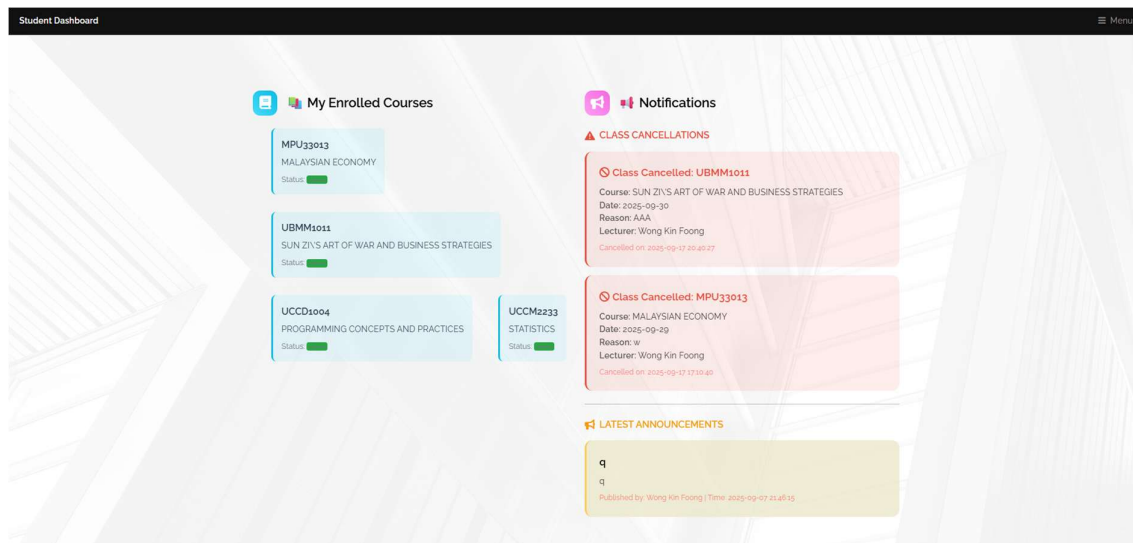 Student Dashboard
Menu
My Enrolled Courses
MPU33013
MALAYSIAN ECONOMY
Status:
UBMM1011
SUN ZI\'S ART OF WAR AND BUSINESS STRATEGIES
Status:
UCCD1004
PROGRAMMING CONCEPTS AND PRACTICES
Status:
UCCM2233
STATISTICS
Status:
Notifications
CLASS CANCELLATIONS
Class Cancelled: UBMM1011
Course: SUN ZI\'S ART OF WAR AND BUSINESS STRATEGIES
Date: 2025-09-30
Reason: AAA
Lecturer: Wong Kin Foong
Cancelled on: 2025-09-17 20:40:27
Class Cancelled: MPU33013
Course: MALAYSIAN ECONOMY
Date: 2025-09-29
Reason: w
Lecturer: Wong Kin Foong
Cancelled on: 2025-09-17 17:10:40
LATEST ANNOUNCEMENTS
q
q
Published by: Wong Kin Foong | Time: 2025-09-07 21:46:15